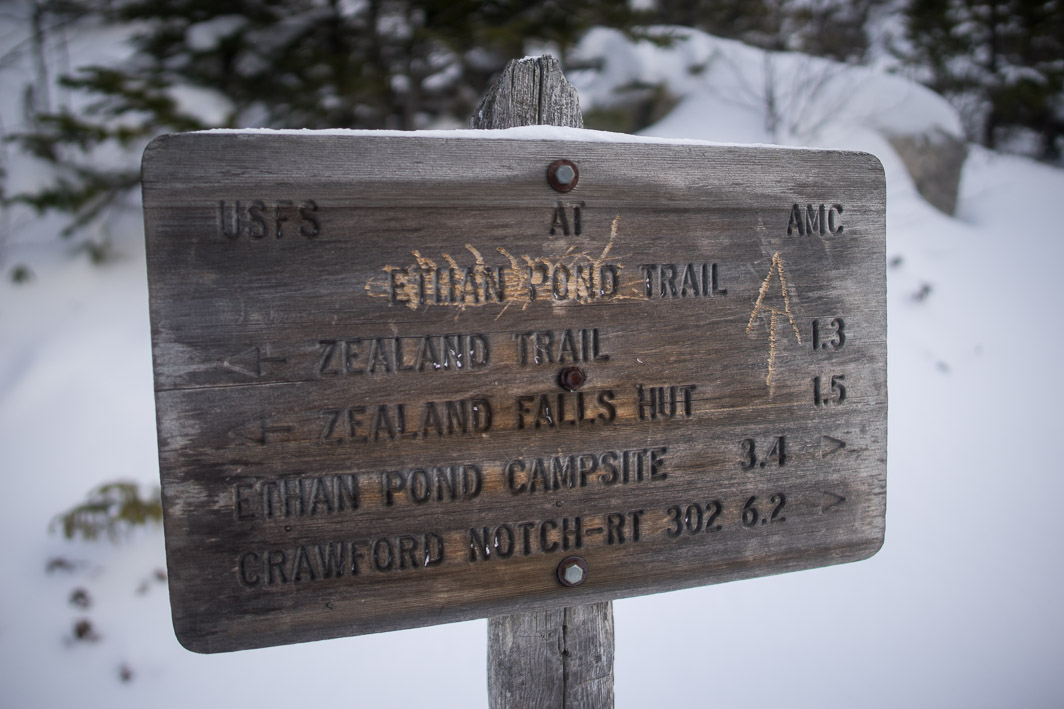 USFS AT AMC
ETHAN POND TRAIL
← ZEALAND TRAIL 1.3
← ZEALAND FALLS HUT 1.5
ETHAN POND CAMPSITE 3.4 >
CRAWFORD NOTCH-RT 302 6.2 >